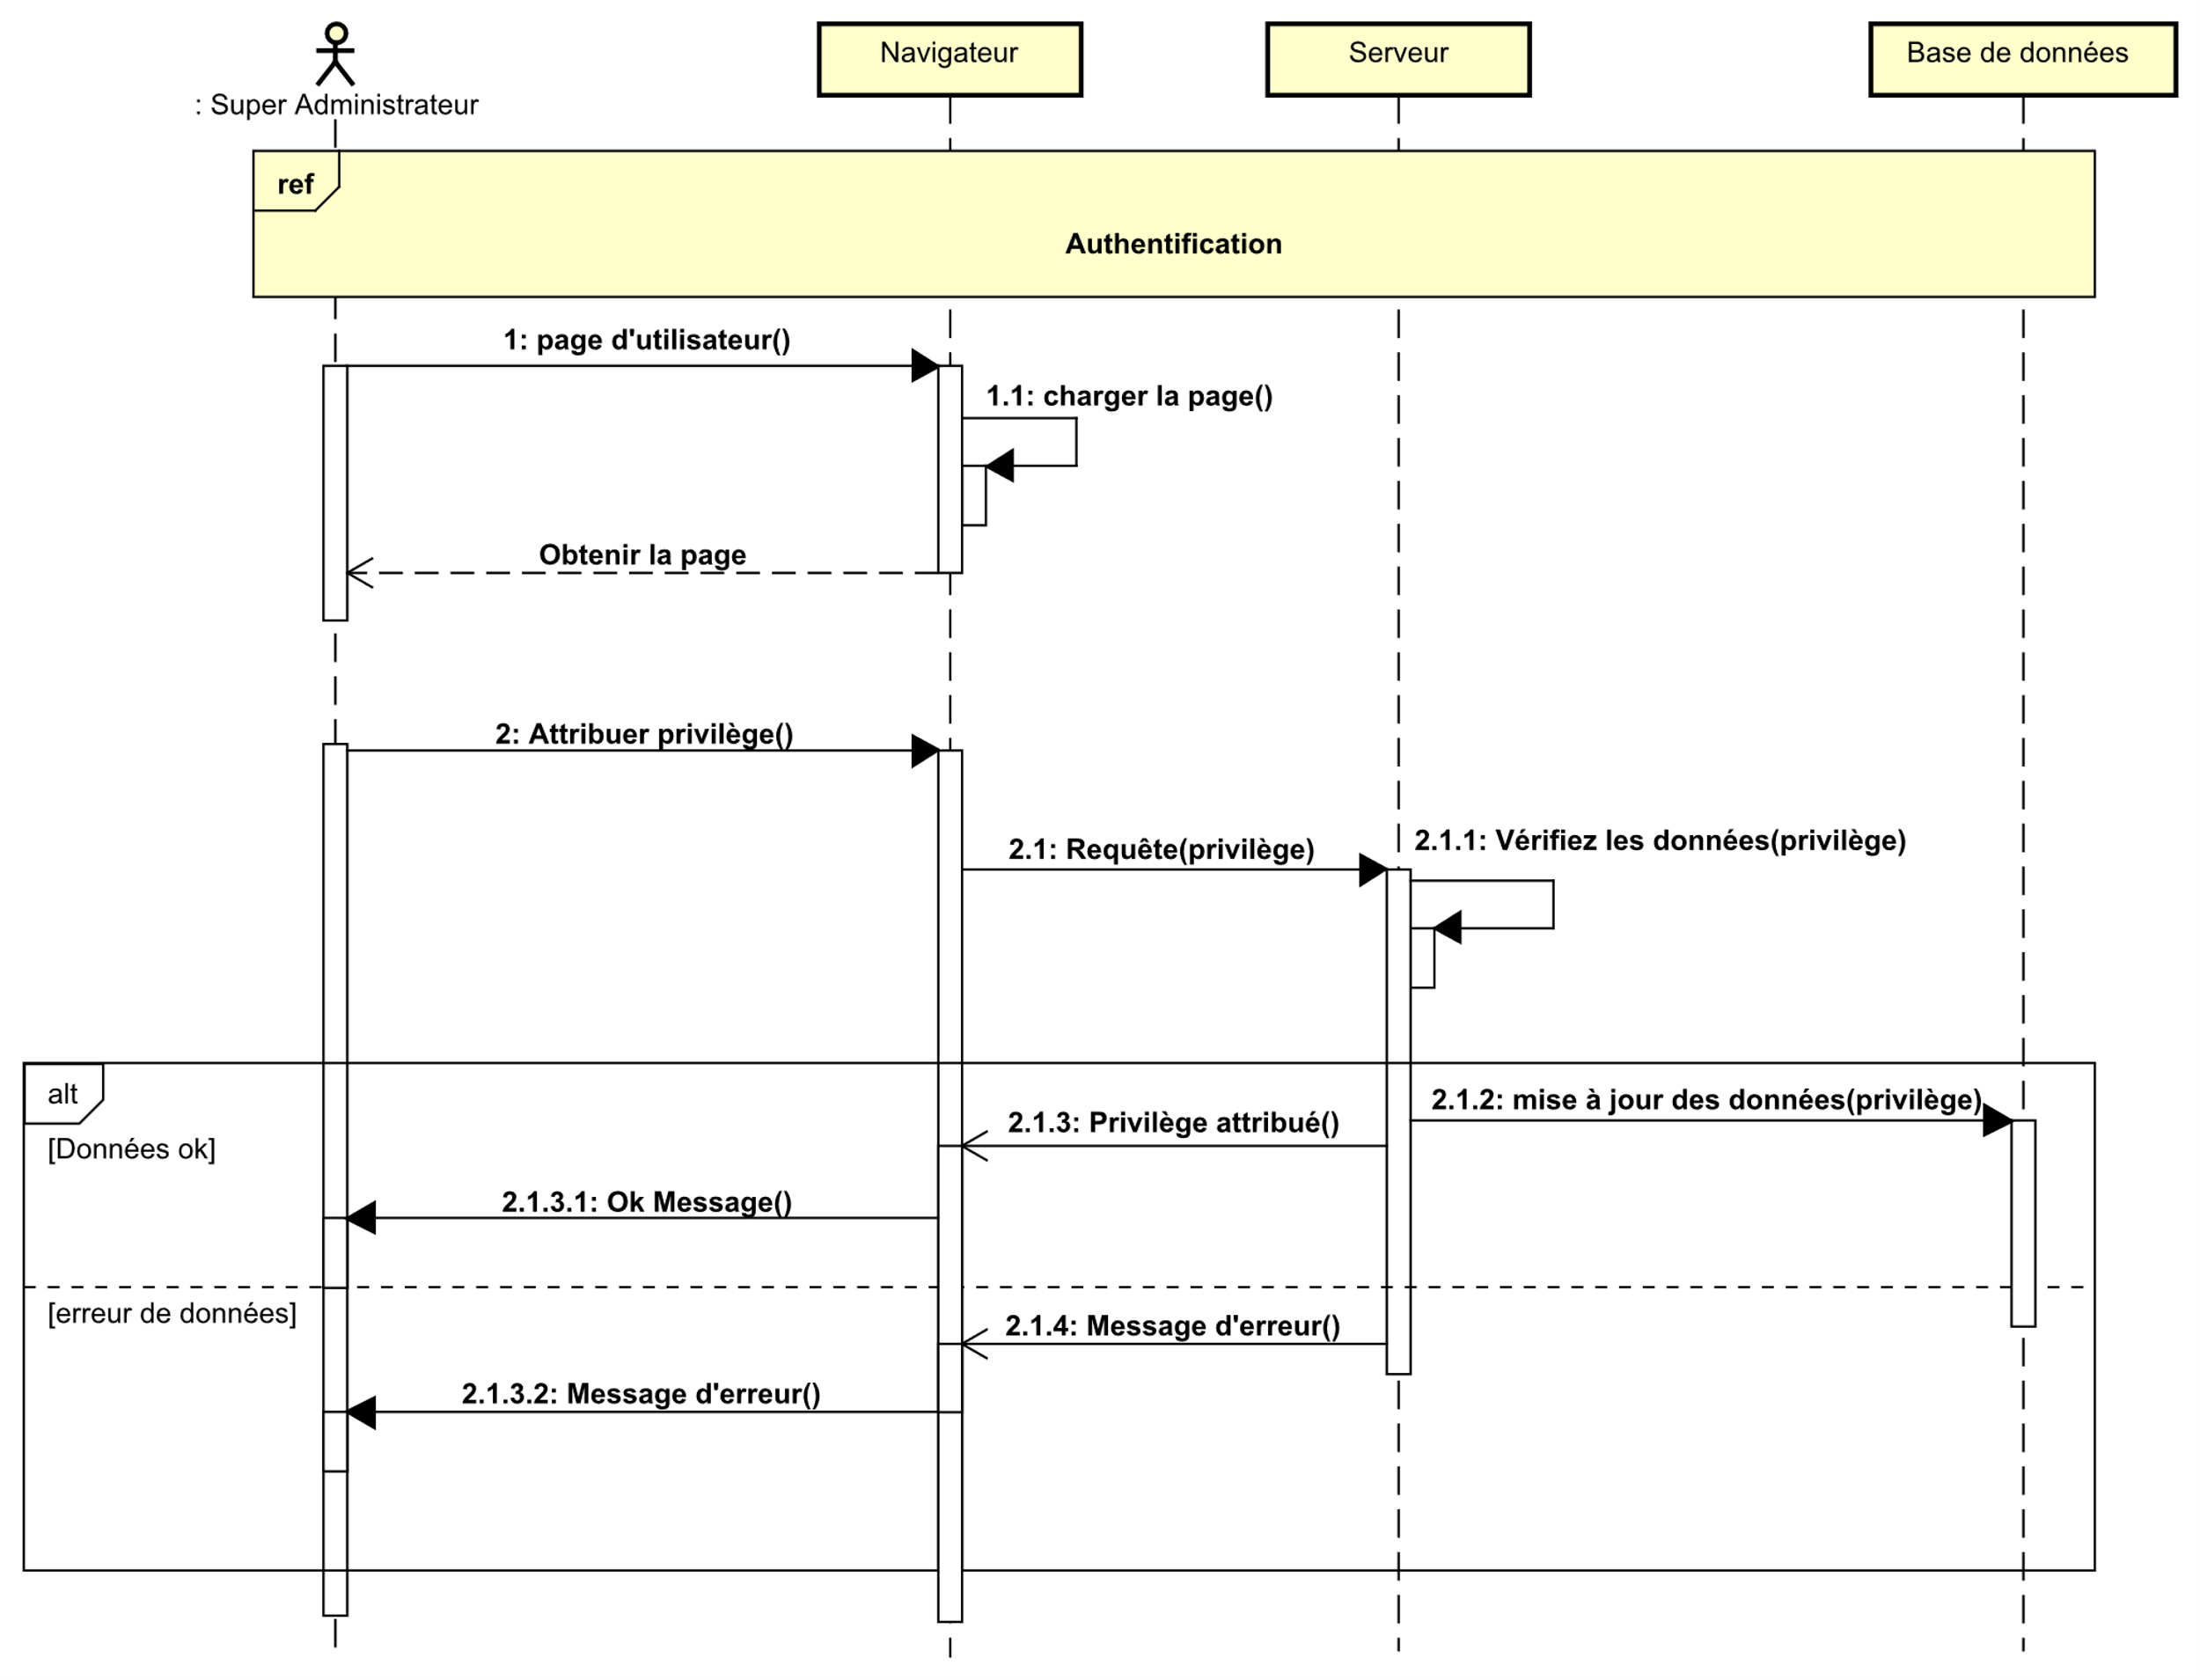 : Super Administrateur
Navigateur
Serveur
Base de données
ref
Authentification
1: page d'utilisateur()
1.1: charger la page()
Obtenir la page
2: Attribuer privilège()
2.1: Requête(privilège)
2.1.1: Vérifiez les données(privilège)
alt
[Données ok]
2.1.2: mise à jour des données(privilège)
2.1.3: Privilège attribué()
2.1.3.1: Ok Message()
[erreur de données]
2.1.4: Message d'erreur()
2.1.3.2: Message d'erreur()